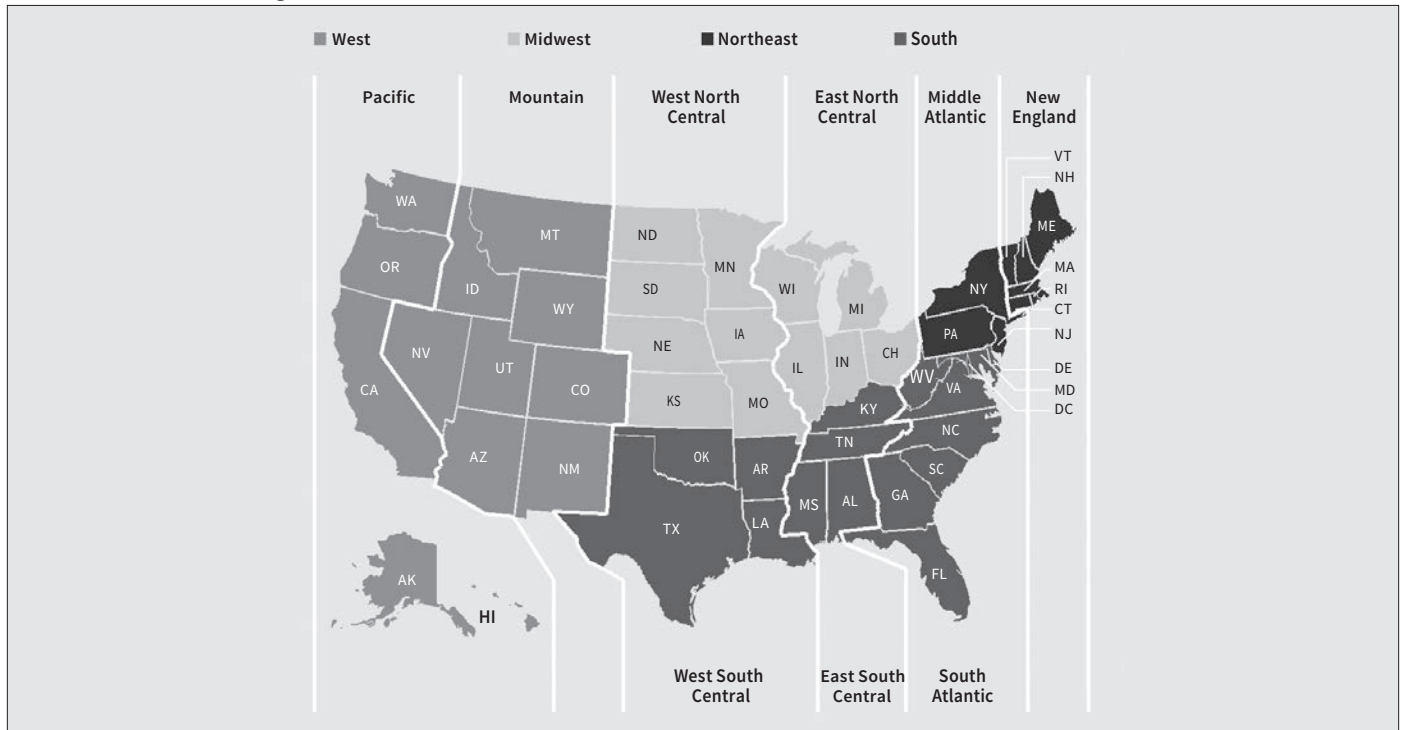 West Midwest Northeast South
Pacific Mountain West North Central East North Central Middle Atlantic New England
VT
NH
WA
ME
MT
ND
OR
MN
MA
ID
SD
WI
NY
RI
WY
MI
CT
PA
NJ
IA
NE
NV
CH
IN
UT
IL
DE
WV
CA
CO
VA
MD
KS
MO
KY
DC
NC
TN
AZ
OK
AR
NM
SC
GA
MS
AL
TX
LA
FL
AK
HI
West South Central East South Central South Atlantic